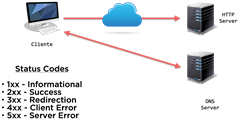 HTTP
Server
Cliente
Status Codes
• 1xx - Informational
• 2xx - Success
• 3xx - Redirection
• 4xx - Client Error
• 5xx - Server Error
DNS
Server